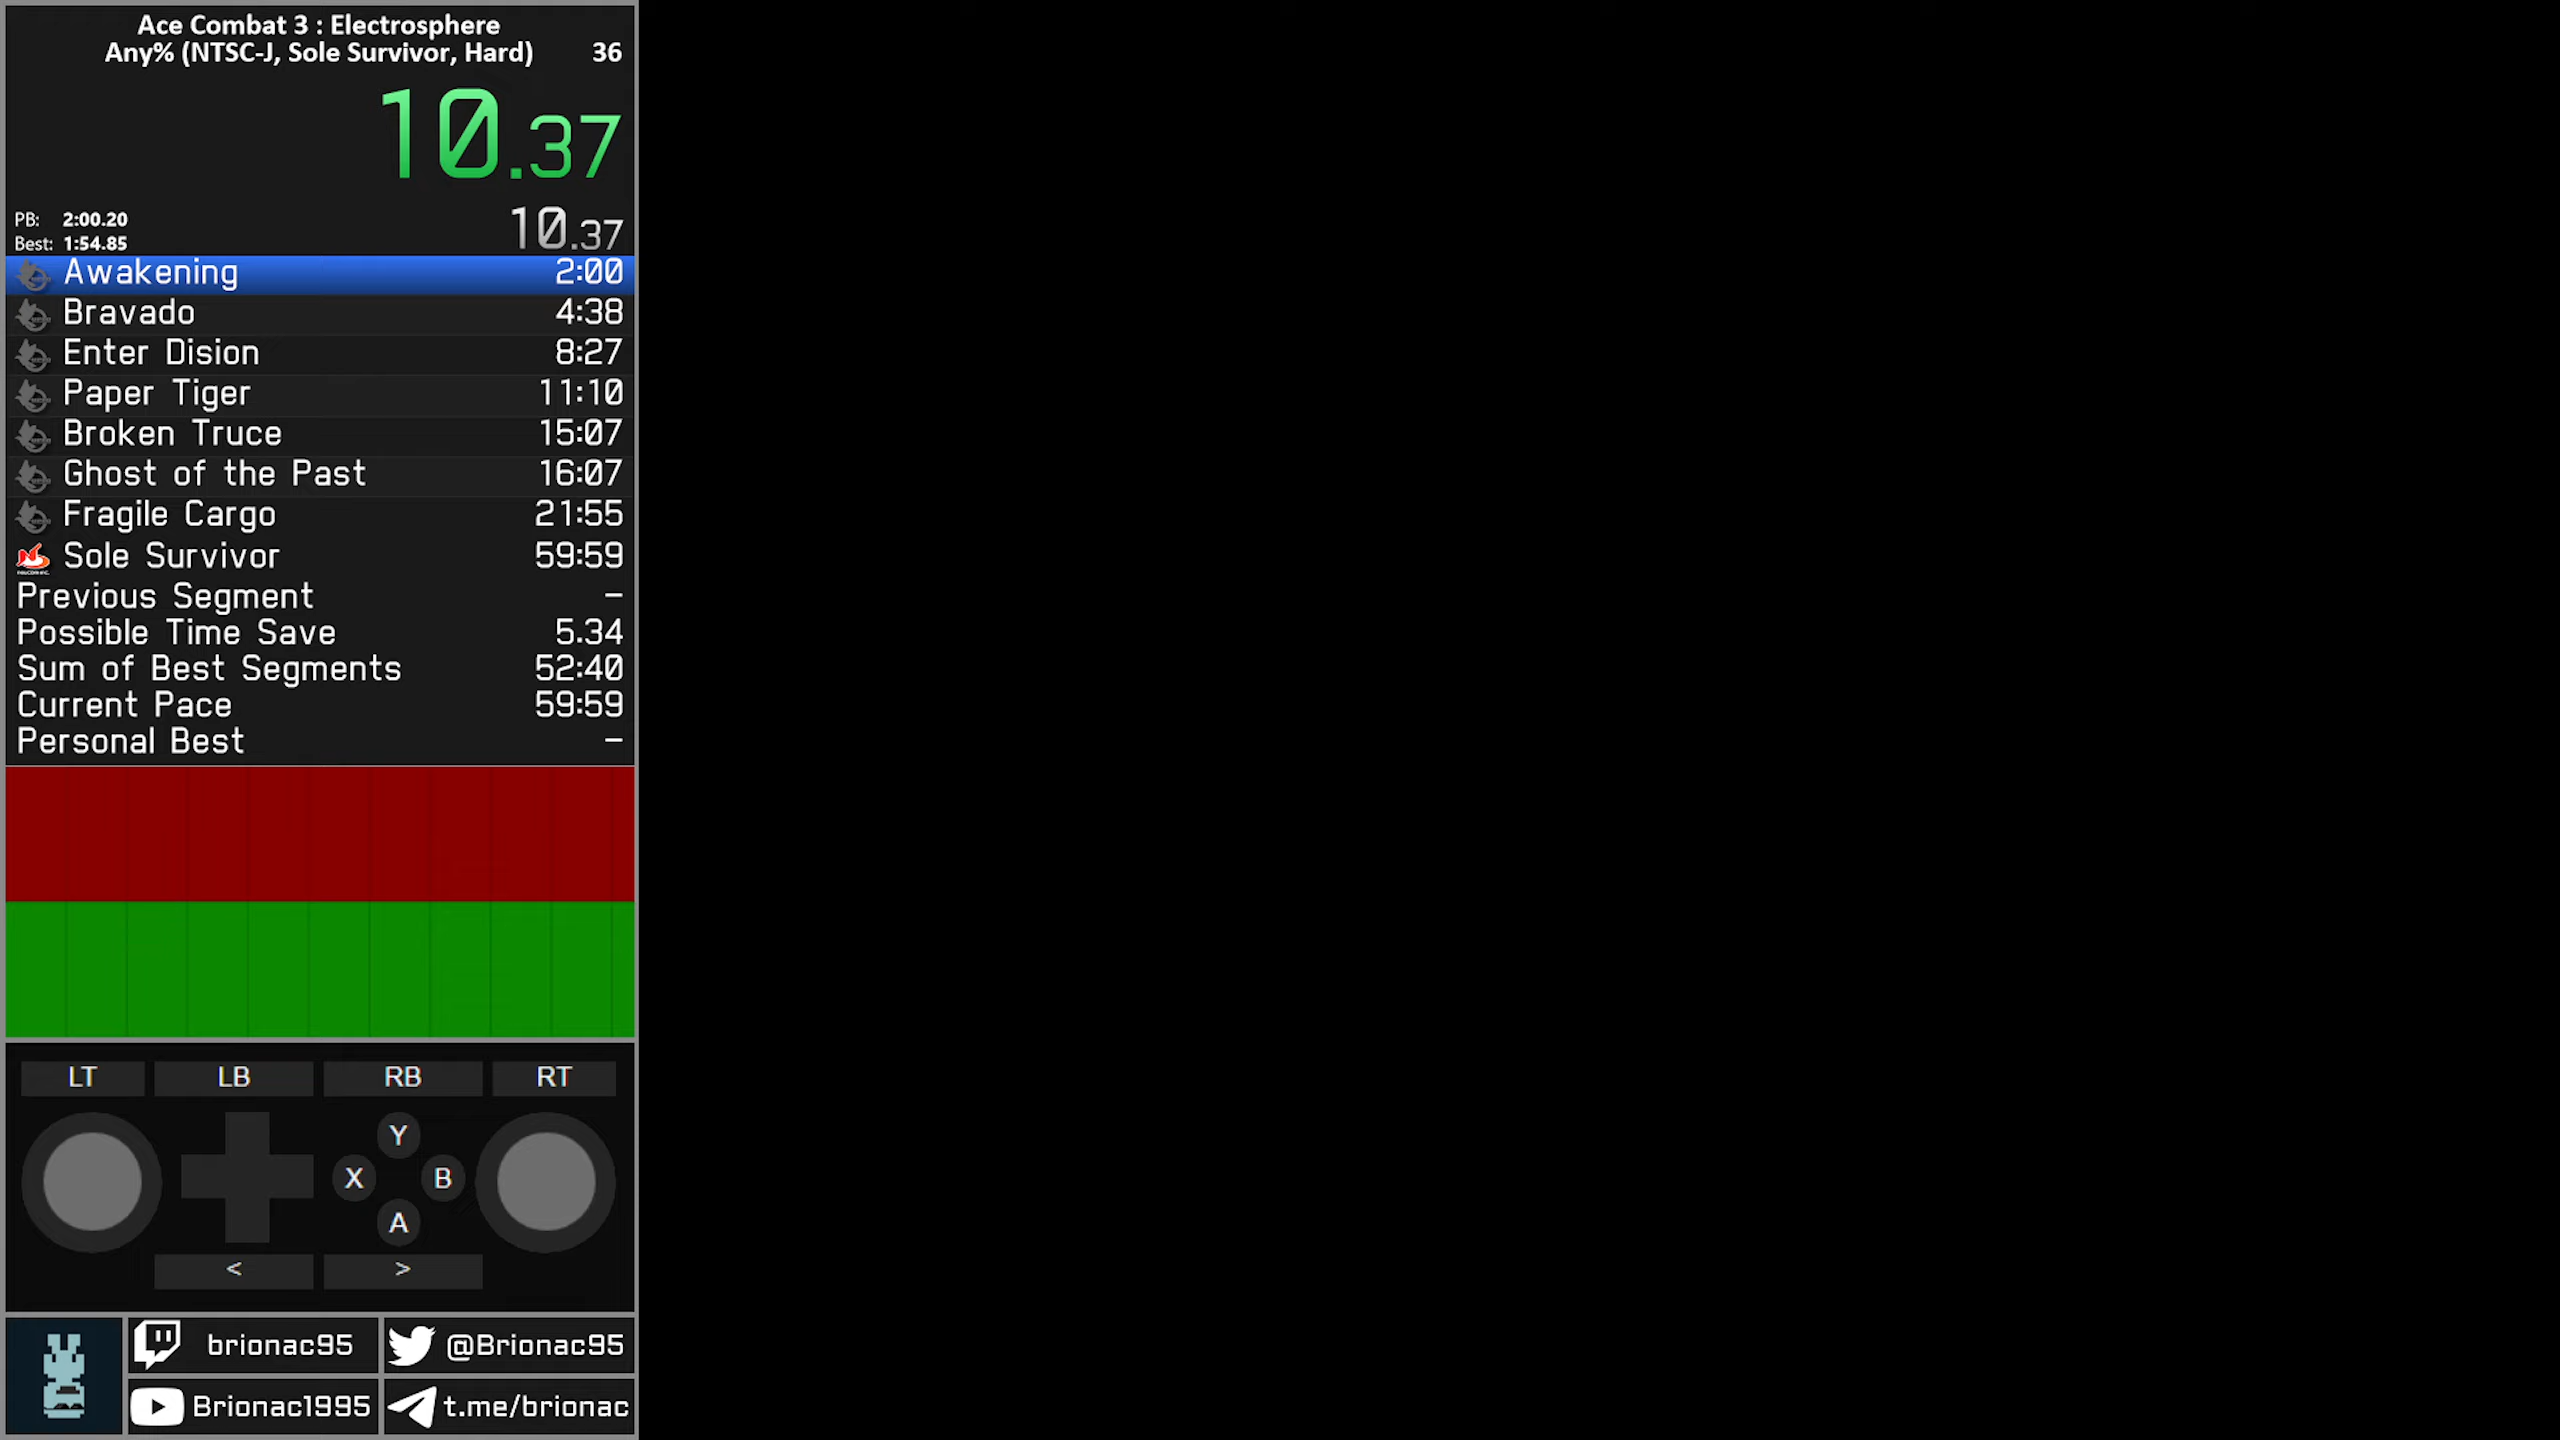 Ace Combat 3 : Electrosphere
Any% (NTSC-J, Sole Survivor, Hard) 36
10.37
PB: 2:00.20
Best: 1:54.85
10.37
Awakening 2:00
Bravado 4:38
Enter Dision 8:27
Paper Tiger 11:10
Broken Truce 15:07
Ghost of the Past 16:07
Fragile Cargo 21:55
Sole Survivor 59:59
Previous Segment –
Possible Time Save 5.34
Sum of Best Segments 52:40
Current Pace 59:59
Personal Best –
LT LB RB RT
Y
X B
A
< >
brionac95 @Brionac95
Brionac1995 t.me/brionac